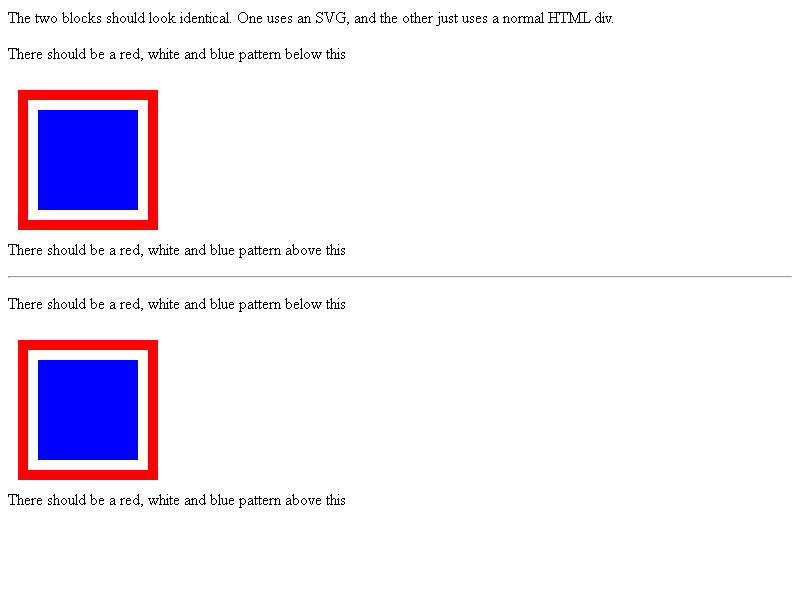 The two blocks should look identical. One uses an SVG, and the other just uses a normal HTML div.
There should be a red, white and blue pattern below this
There should be a red, white and blue pattern above this
There should be a red, white and blue pattern below this
There should be a red, white and blue pattern above this